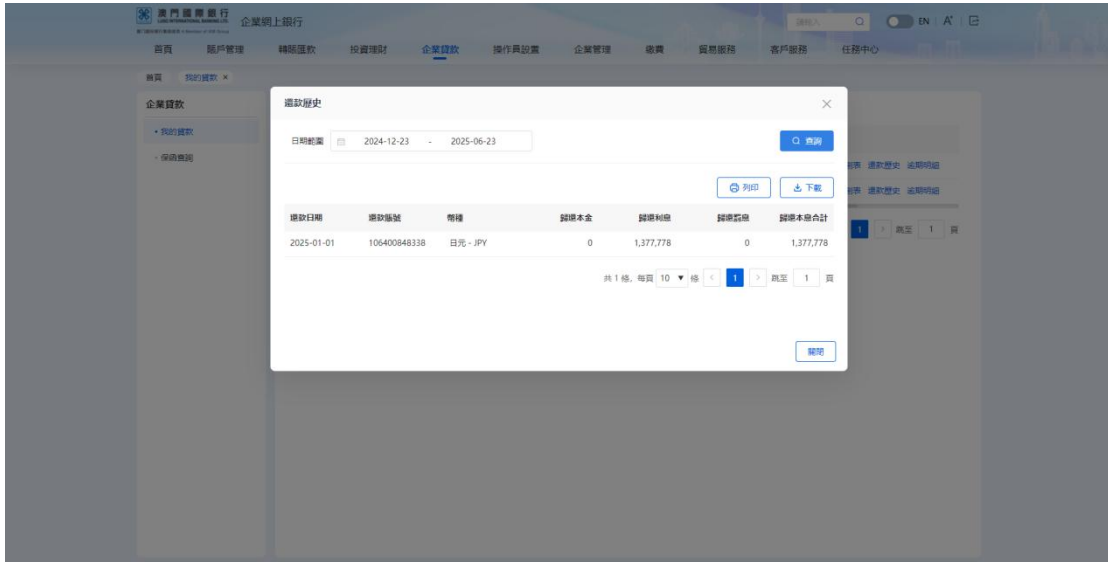 澳門國際銀行 企業網上銀行
LUSO INTERNATIONAL BANKING LTD.
請輸入 EN A⁺
首頁 賬戶管理 轉賬匯款 投資理財 企業貸款 操作員設置 企業管理 繳費 貿易服務 客戶服務 任務中心
首頁 我的貸款 ×
企業貸款
• 我的貸款
· 保函查詢
還款歷史 逾期明細
還款歷史 逾期明細
1 > 跳至 1 頁
還款歷史
日期範圍 2024-12-23 - 2025-06-23 查詢
列印 下載
還款日期 還款賬號 幣種 歸還本金 歸還利息 歸還罰息 歸還本息合計
2025-01-01 106400848338 日元 - JPY 0 1,377,778 0 1,377,778
共 1 條, 每頁 10 ▼ 條 < 1 > 跳至 1 頁
關閉